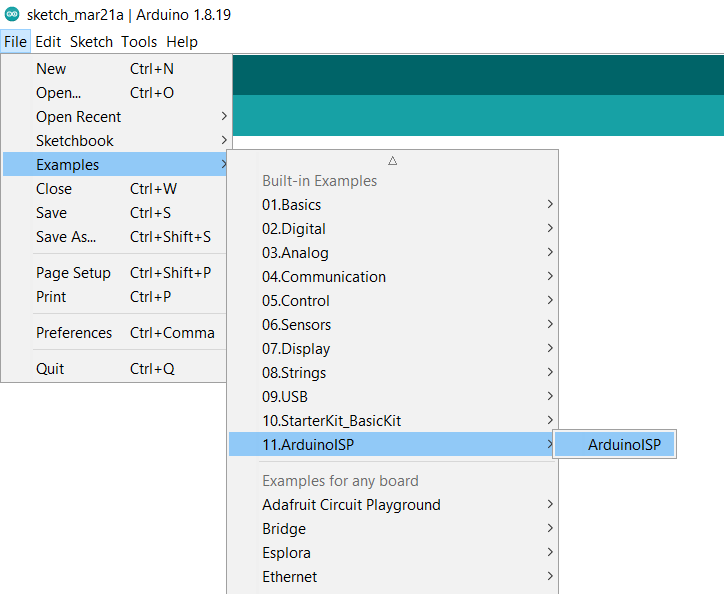 sketch_mar21a | Arduino 1.8.19
File Edit Sketch Tools Help
New Ctrl+N
Open... Ctrl+O
Open Recent
Sketchbook
Examples
Close Ctrl+W
Save Ctrl+S
Save As... Ctrl+Shift+S
Page Setup Ctrl+Shift+P
Print Ctrl+P
Preferences Ctrl+Comma
Quit Ctrl+Q
Built-in Examples
01.Basics
02.Digital
03.Analog
04.Communication
05.Control
06.Sensors
07.Display
08.Strings
09.USB
10.StarterKit_BasicKit
11.ArduinoISP
ArduinoISP
Examples for any board
Adafruit Circuit Playground
Bridge
Esplora
Ethernet